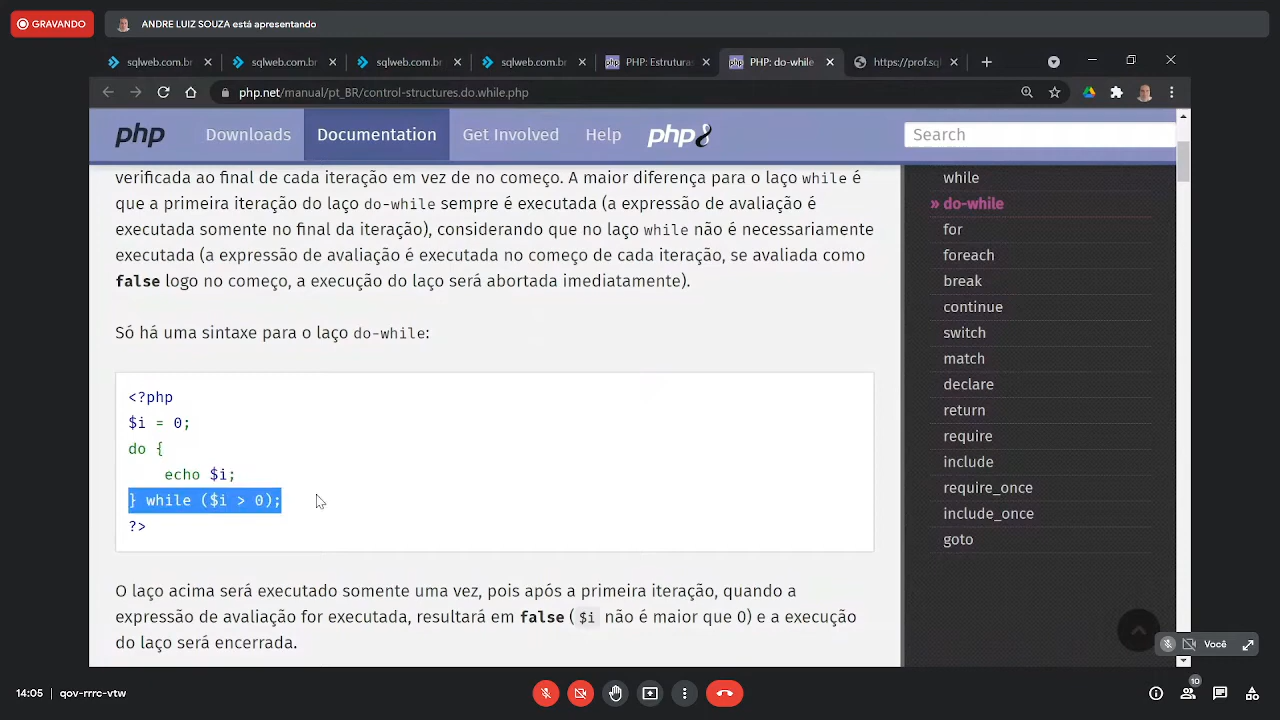 GRAVANDO
ANDRE LUIZ SOUZA está apresentando
sqlweb.com.br
sqlweb.com.br
sqlweb.com.br
sqlweb.com.br
PHP: Estruturas
PHP: do-while
https://prof.sql
php.net/manual/pt_BR/control-structures.do.while.php
php
Downloads
Documentation
Get Involved
Help
php8
Search
verificada ao final de cada iteração em vez de no começo. A maior diferença para o laço while é
que a primeira iteração do laço do-while sempre é executada (a expressão de avaliação é
executada somente no final da iteração), considerando que no laço while não é necessariamente
executada (a expressão de avaliação é executada no começo de cada iteração, se avaliada como
false logo no começo, a execução do laço será abortada imediatamente).
Só há uma sintaxe para o laço do-while:
<?php
$i = 0;
do {
echo $i;
} while ($i > 0);
?>
O laço acima será executado somente uma vez, pois após a primeira iteração, quando a
expressão de avaliação for executada, resultará em false ($i não é maior que 0) e a execução
do laço será encerrada.
while
» do-while
for
foreach
break
continue
switch
match
declare
return
require
include
require_once
include_once
goto
Você
14:05
qov-rrrc-vtw
10